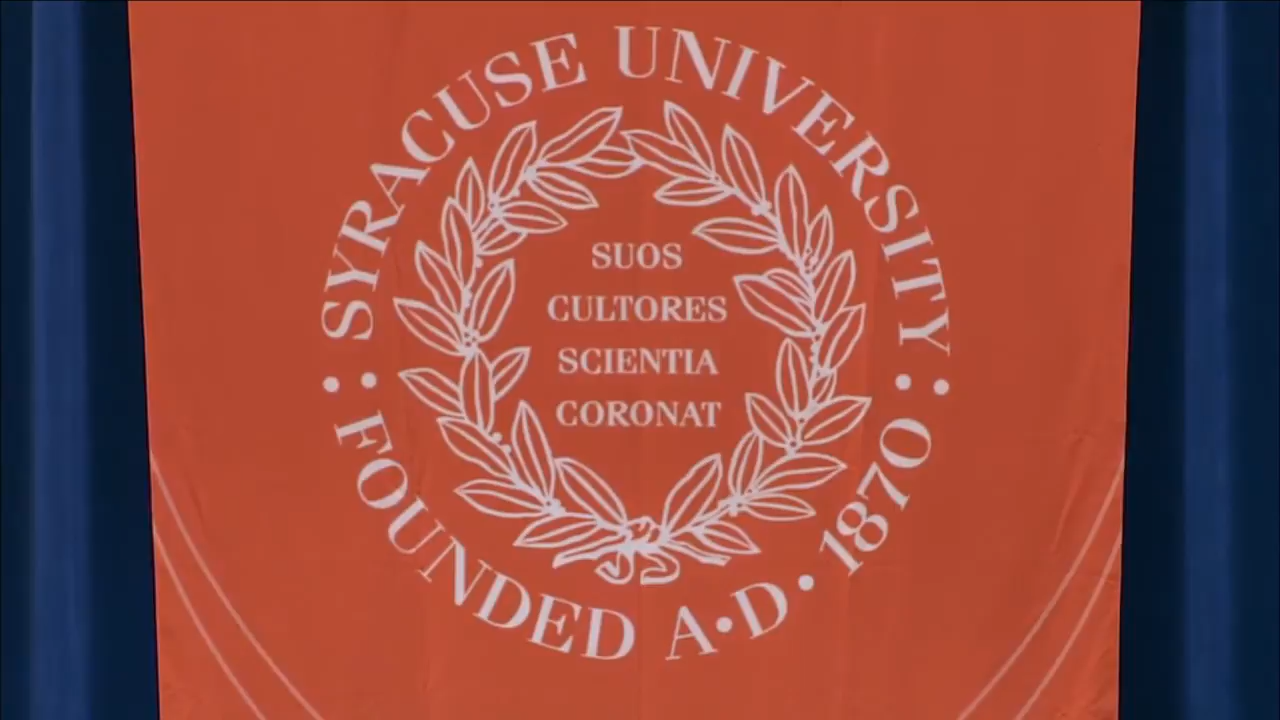 SYRACUSE UNIVERSITY
SUOS
CULTORES
SCIENTIA
CORONAT
FOUNDED A•D•1870